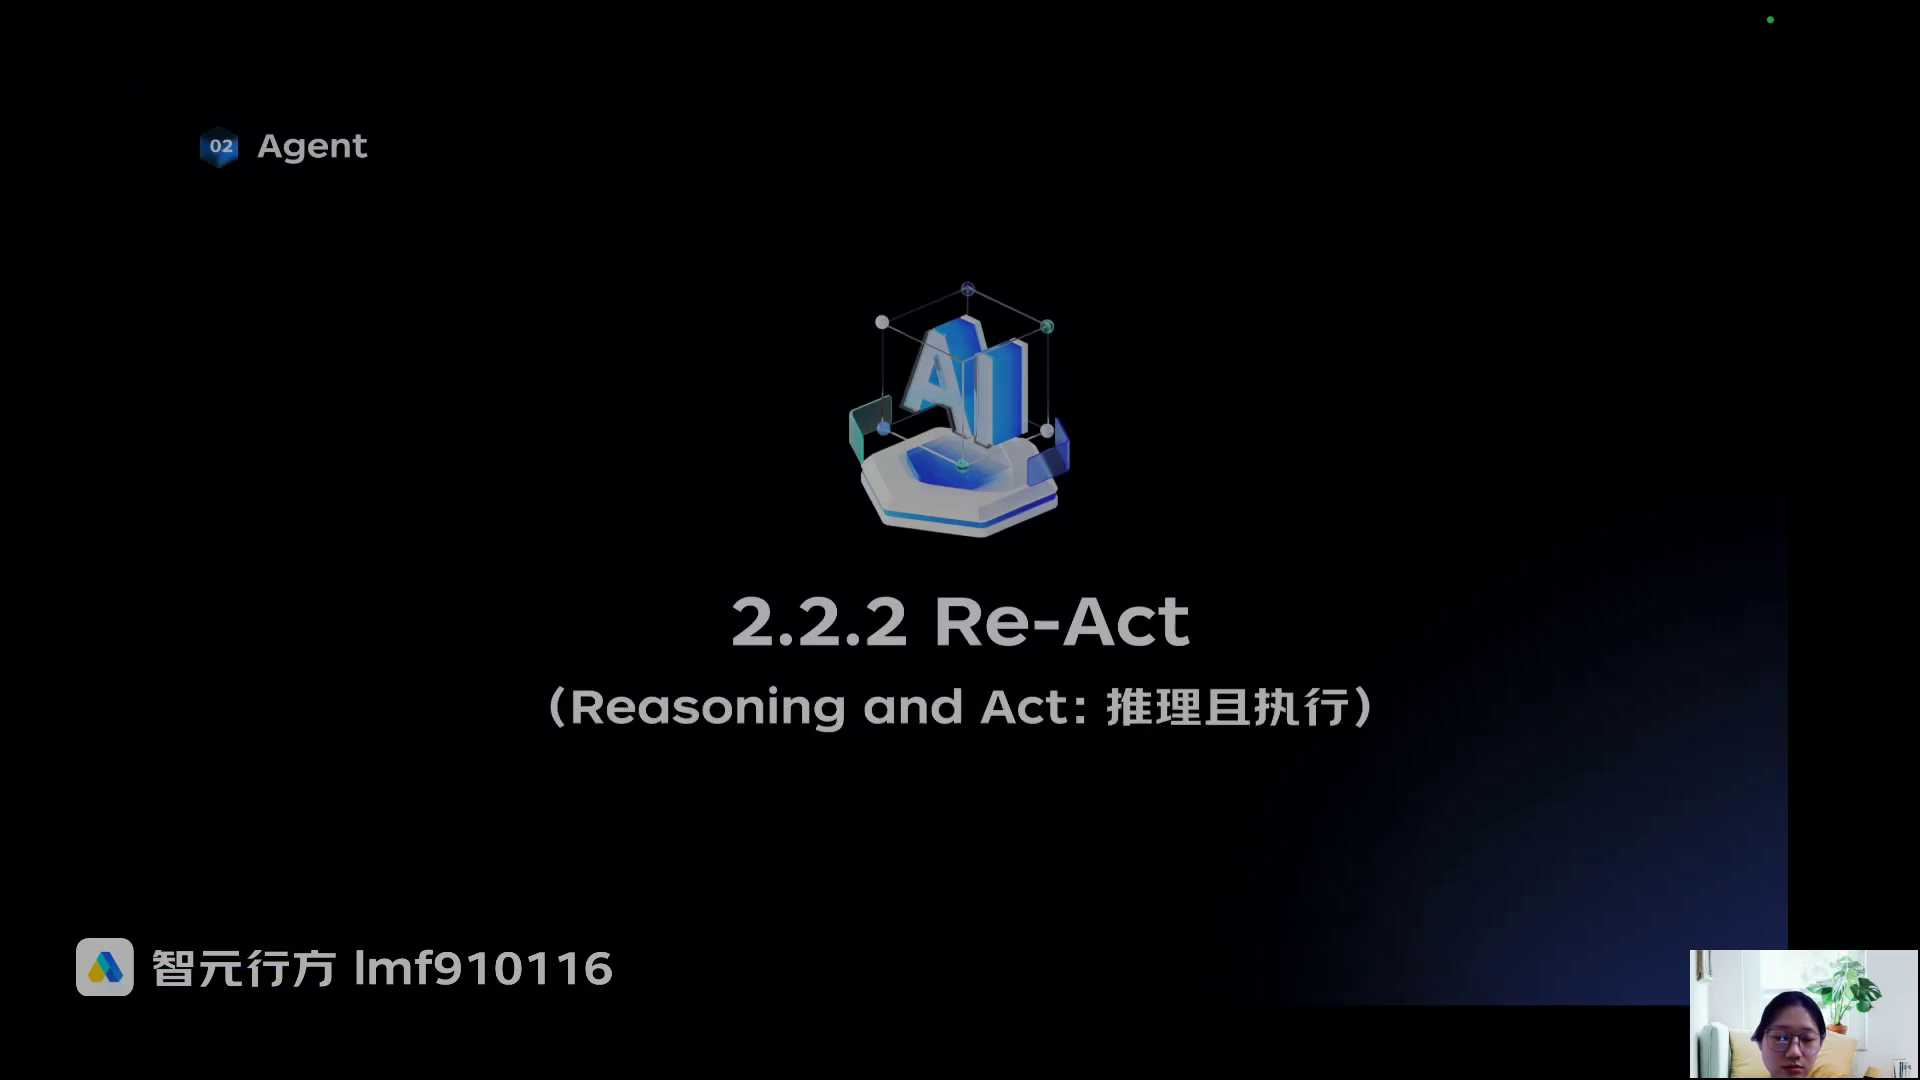 02 Agent
AI
2.2.2 Re-Act
（Reasoning and Act: 推理且执行）
智元行方 lmf910116